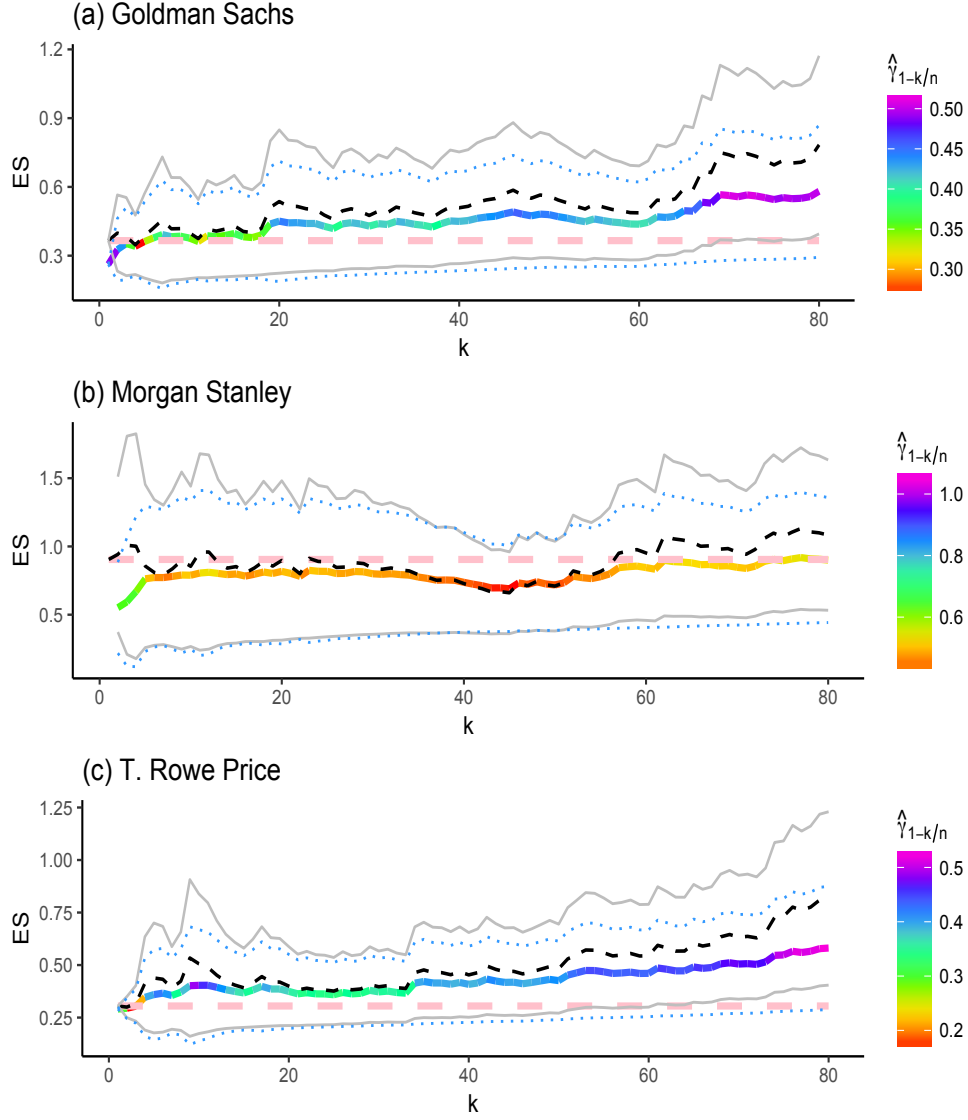 (a) Goldman Sachs
ES
1.2
0.9
0.6
0.3
0 20 40 60 80
k
γ̂1−k/n
0.50
0.45
0.40
0.35
0.30
(b) Morgan Stanley
ES
1.5
1.0
0.5
0 20 40 60 80
k
γ̂1−k/n
1.0
0.8
0.6
(c) T. Rowe Price
ES
1.25
1.00
0.75
0.50
0.25
0 20 40 60 80
k
γ̂1−k/n
0.5
0.4
0.3
0.2